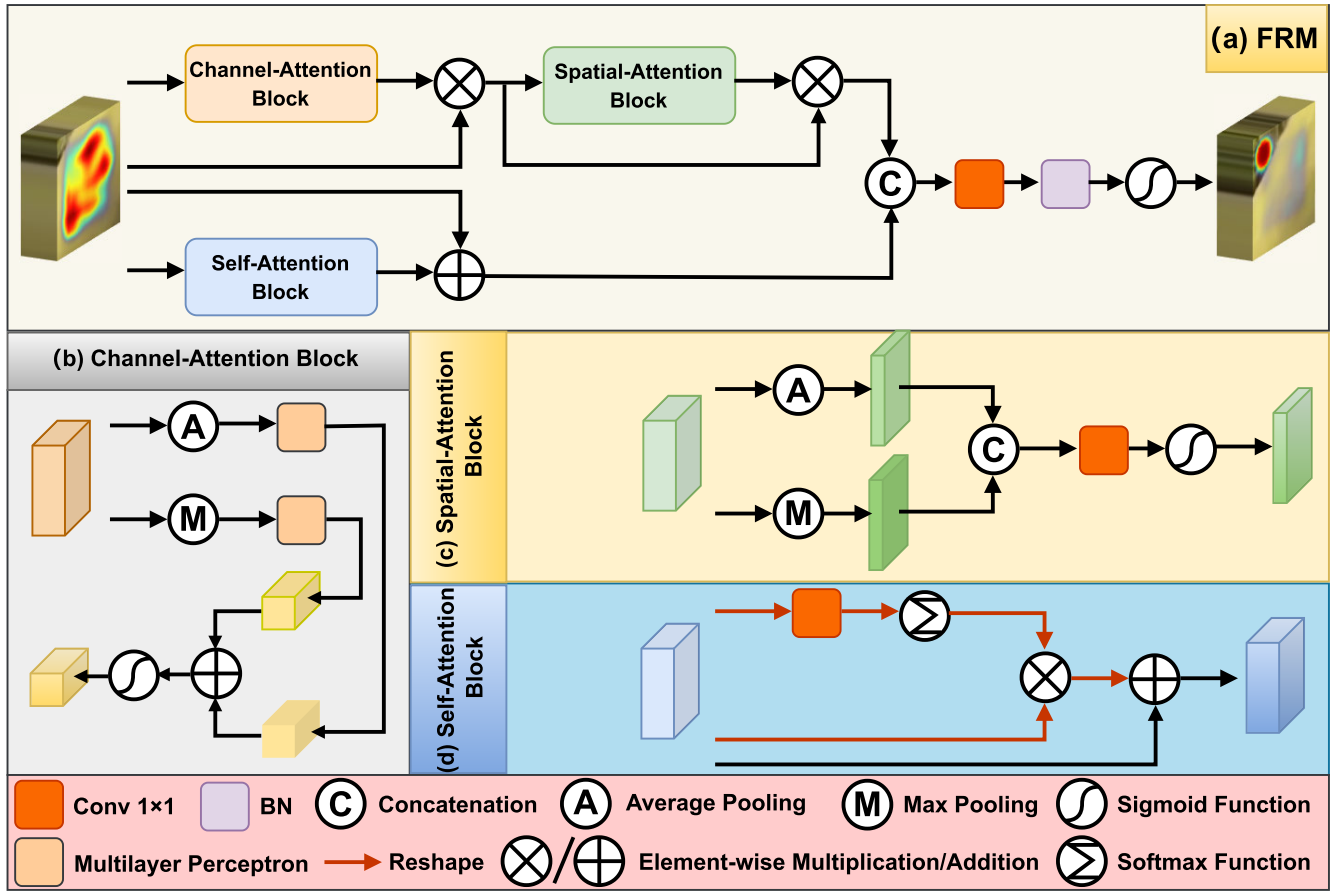 (a) FRM
Channel-Attention
Block
Spatial-Attention
Block
C
Self-Attention
Block
(b) Channel-Attention Block
A
M
(c) Spatial-Attention
Block
A
M
C
(d) Self-Attention
Block
Conv 1×1
BN
C Concatenation
A Average Pooling
M Max Pooling
Sigmoid Function
Multilayer Perceptron
Reshape
/
Element-wise Multiplication/Addition
Softmax Function